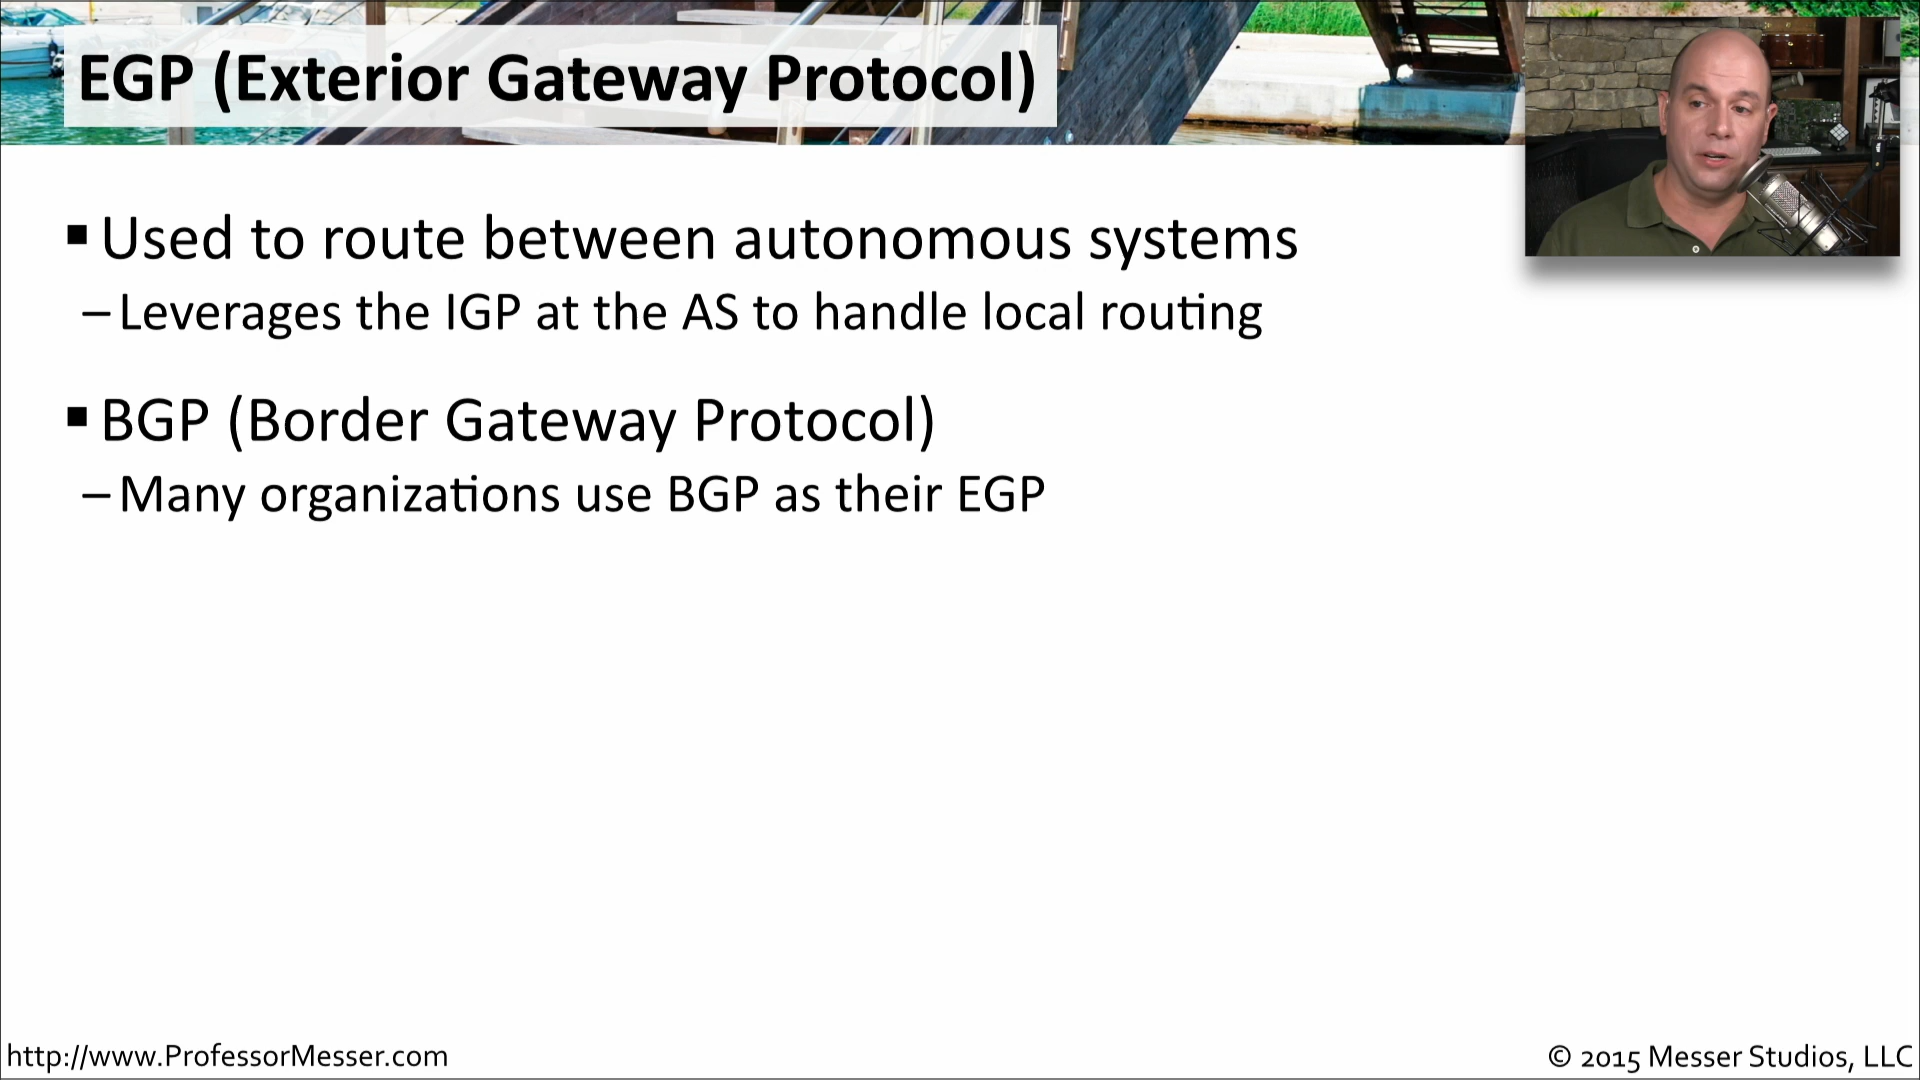 EGP (Exterior Gateway Protocol)
▪ Used to route between autonomous systems
– Leverages the IGP at the AS to handle local routing
▪ BGP (Border Gateway Protocol)
– Many organizations use BGP as their EGP
http://www.ProfessorMesser.com
© 2015 Messer Studios, LLC